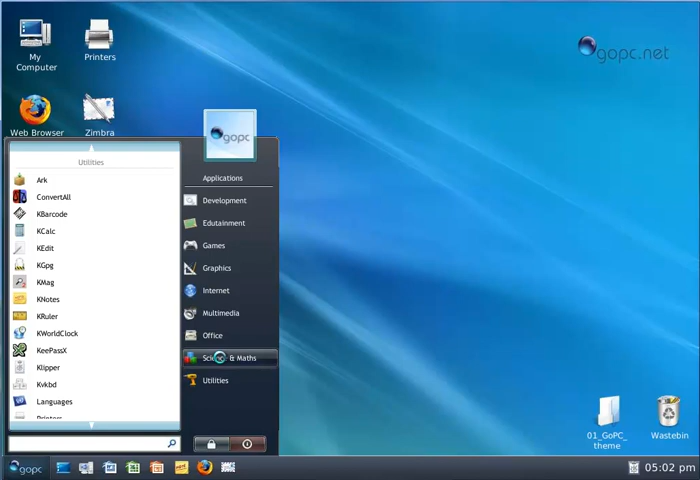 My
Computer
Printers
gopc.net
Web Browser
Zimbra
gopc
Utilities
Ark
ConvertAll
KBarcode
KCalc
KEdit
KGpg
KMag
KNotes
KRuler
KWorldClock
KeePassX
Klipper
Kvkbd
Languages
Printers
Applications
Development
Edutainment
Games
Graphics
Internet
Multimedia
Office
Science & Maths
Utilities
01_GoPC_
theme
Wastebin
gopc
05:02 pm